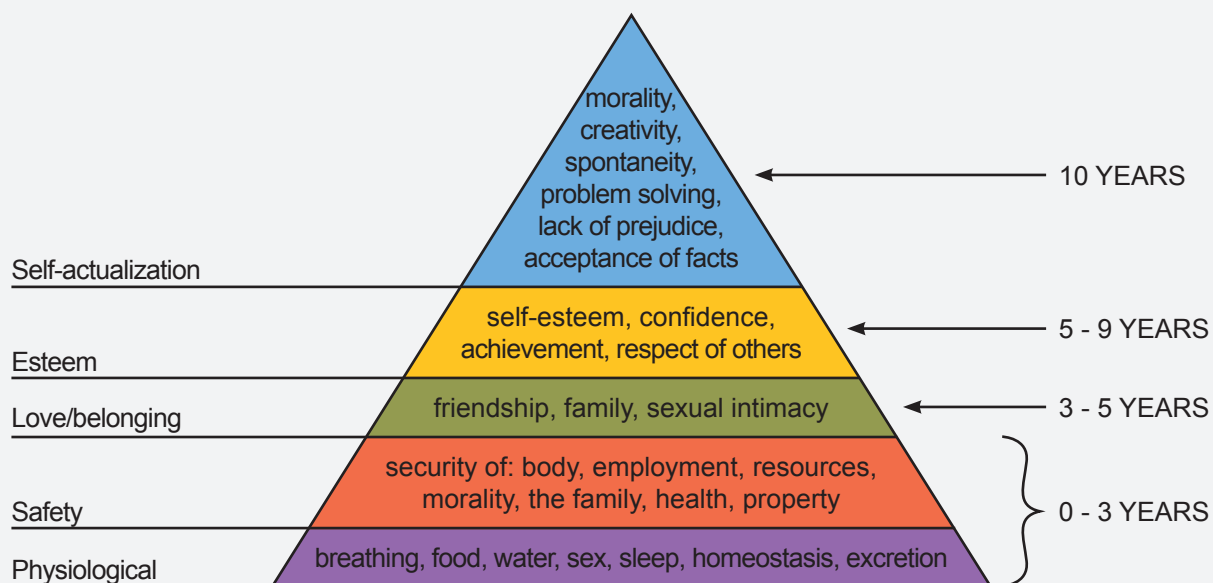 morality,
creativity,
spontaneity,
problem solving,
lack of prejudice,
acceptance of facts
10 YEARS
Self-actualization
self-esteem, confidence,
achievement, respect of others
5 - 9 YEARS
Esteem
friendship, family, sexual intimacy
3 - 5 YEARS
Love/belonging
security of: body, employment, resources,
morality, the family, health, property
Safety
0 - 3 YEARS
breathing, food, water, sex, sleep, homeostasis, excretion
Physiological